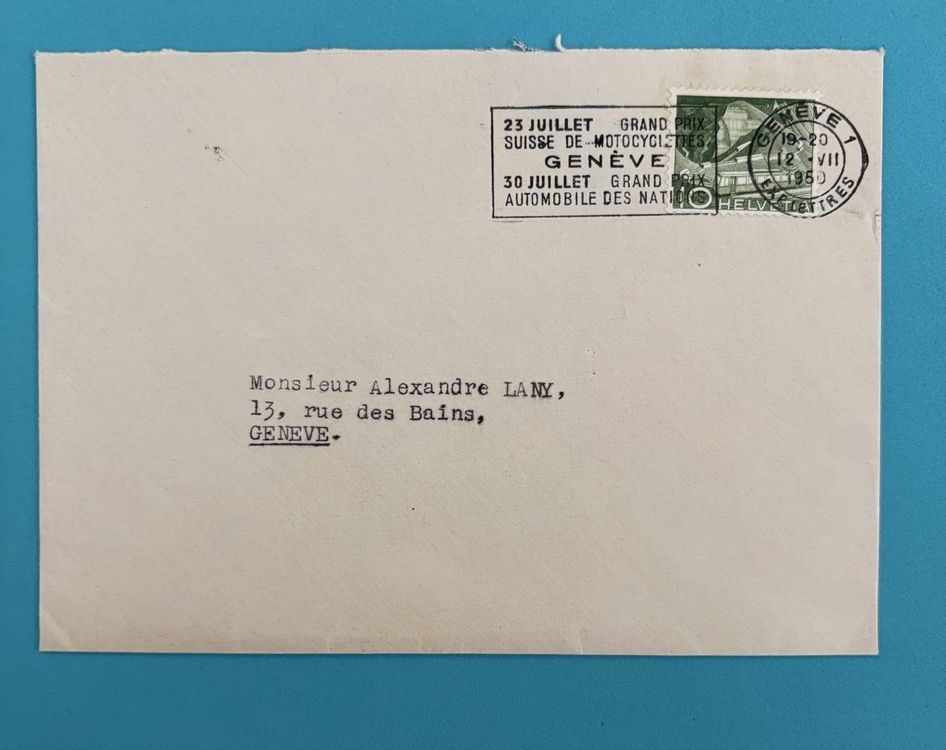 23 JUILLET GRAND PRIX
SUISSE DE MOTOCYCLETTES
GENÈVE
30 JUILLET GRAND PRIX
AUTOMOBILE DES NATIONS
10 HELVETIA
GENÈVE 1
19-20
12 -VII
1950
EXP. LETTRES
Monsieur Alexandre LANY,
13, rue des Bains,
GENEVE.